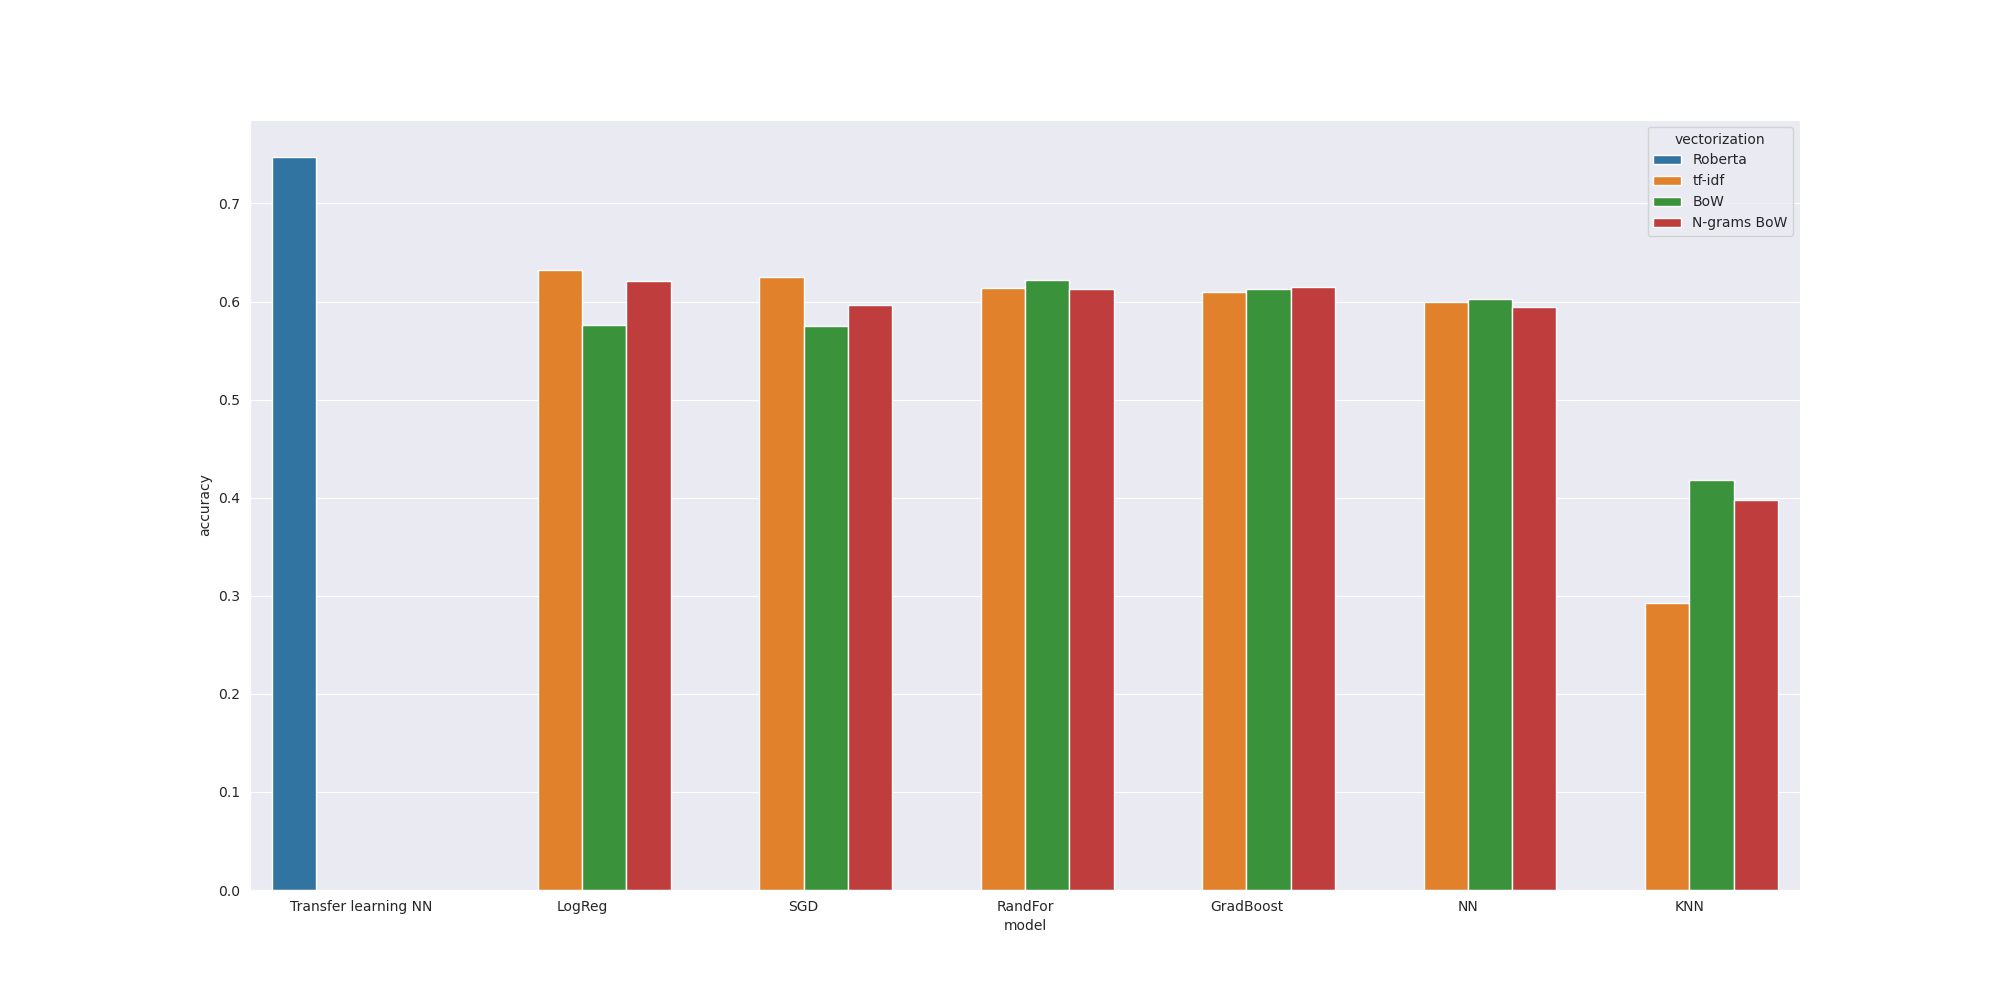 vectorization
Roberta
tf-idf
BoW
N-grams BoW
accuracy
0.7
0.6
0.5
0.4
0.3
0.2
0.1
0.0
Transfer learning NN LogReg SGD RandFor GradBoost NN KNN
model